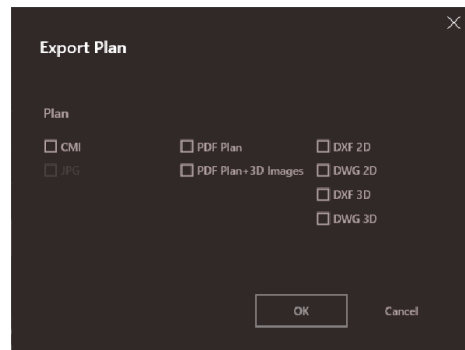 Export Plan
Plan
CMI
PDF Plan
DXF 2D
JPG
PDF Plan+3D Images
DWG 2D
DXF 3D
DWG 3D
OK
Cancel